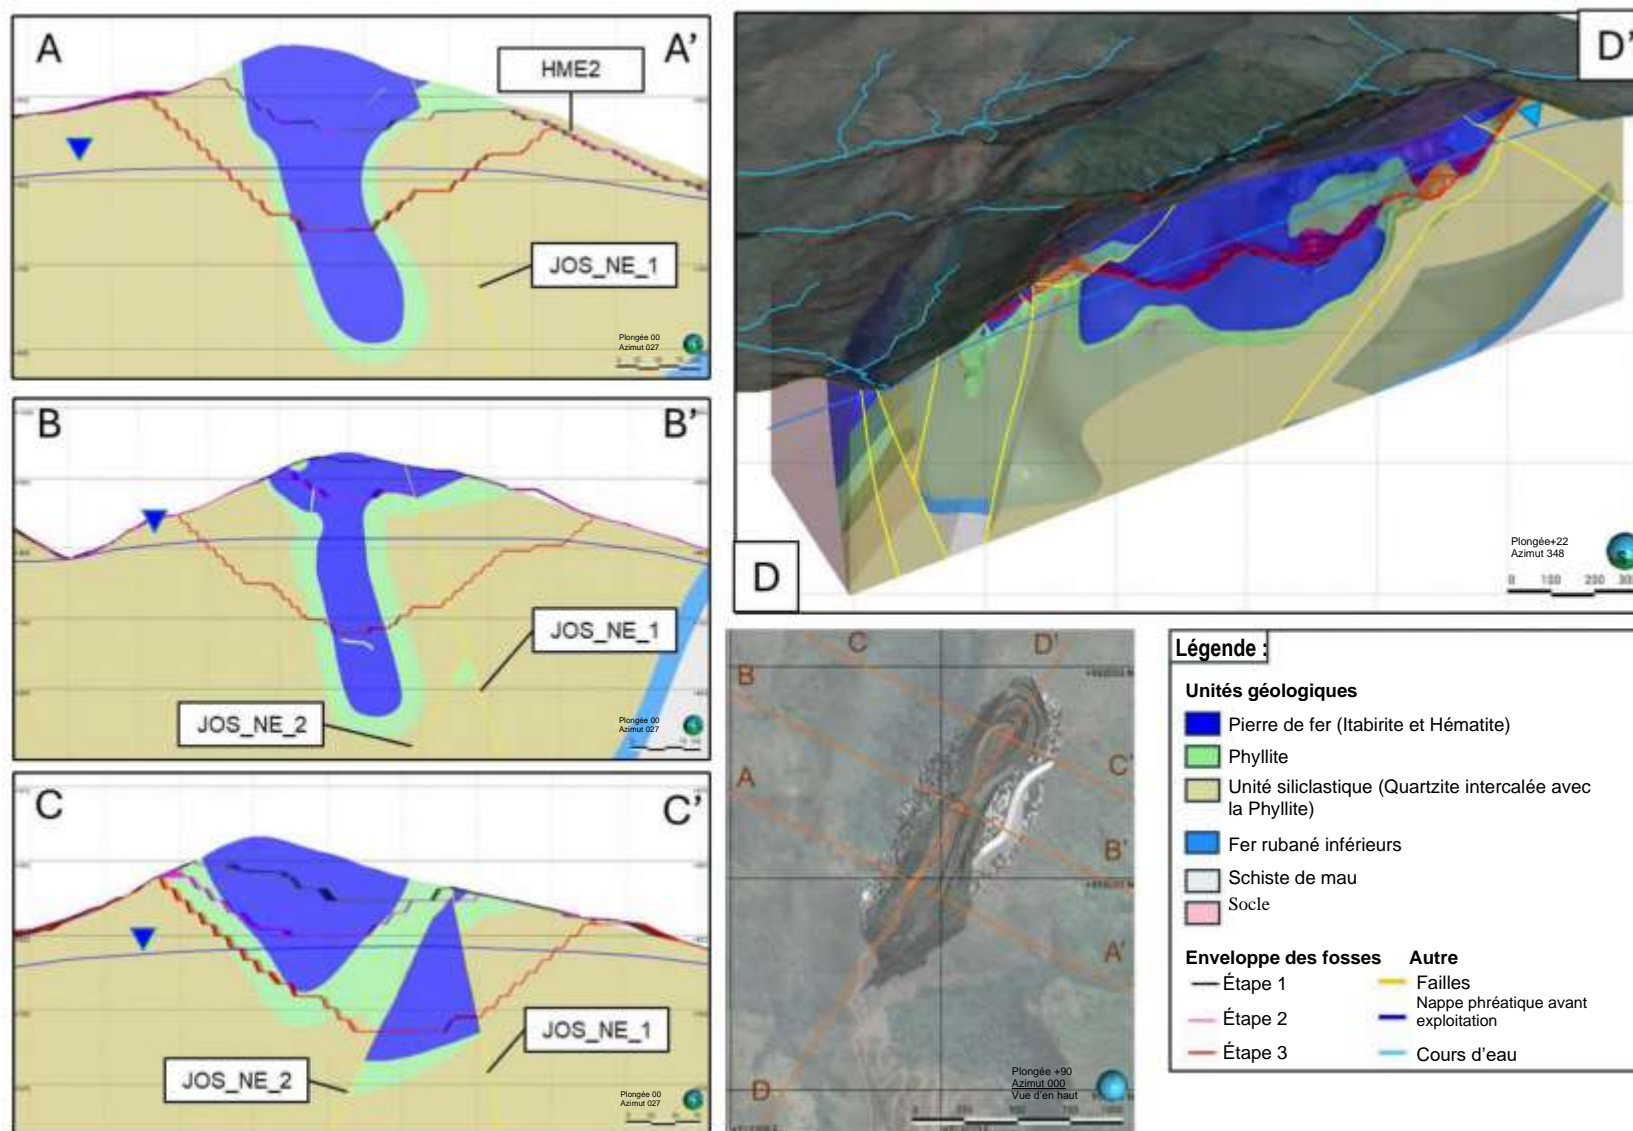 A
A'
HME2
JOS_NE_1
Plongée 00
Azimut 027
B
B'
JOS_NE_1
JOS_NE_2
Plongée 00
Azimut 027
C
C'
JOS_NE_1
JOS_NE_2
Plongée 00
Azimut 027
D'
D
Plongée+22
Azimut 348
0 100 200 300
C
D'
B
A
C'
B'
A'
D
Plongée +90
Azimut 000
Vue d'en haut
Légende :
Unités géologiques
Pierre de fer (Itabirite et Hématite)
Phyllite
Unité siliclastique (Quartzite intercalée avec
la Phyllite)
Fer rubané inférieurs
Schiste de mau
Socle
Enveloppe des fosses
Étape 1
Étape 2
Étape 3
Autre
Failles
Nappe phréatique avant
exploitation
Cours d'eau